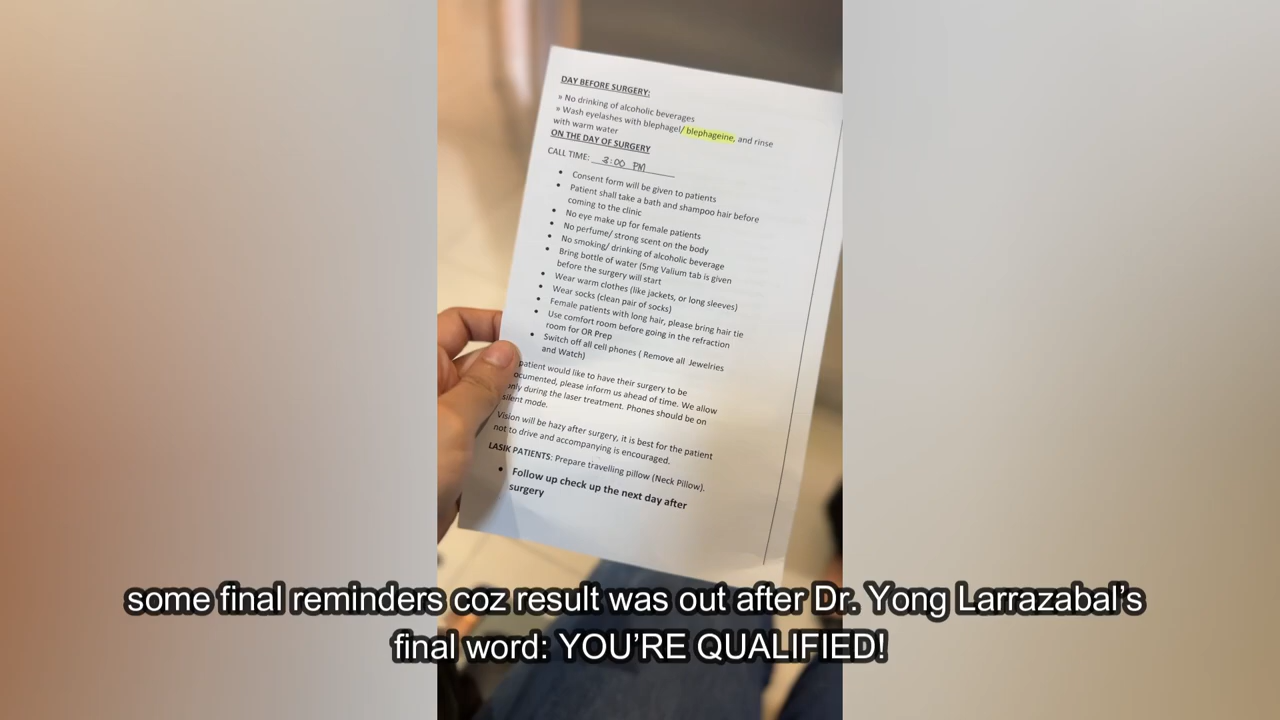 DAY BEFORE SURGERY:
» No drinking of alcoholic beverages
» Wash eyelashes with blephagel/ blephageine, and rinse
with warm water
ON THE DAY OF SURGERY
CALL TIME: 2:00 PM
• Consent form will be given to patients
• Patient shall take a bath and shampoo hair before
coming to the clinic
• No eye make up for female patients
• No perfume/ strong scent on the body
• No smoking/ drinking of alcoholic beverage
• Bring bottle of water (5mg Valium tab is given
before the surgery will start
• Wear warm clothes (like jackets, or long sleeves)
• Wear socks (clean pair of socks)
• Female patients with long hair, please bring hair tie
• Use comfort room before going in the refraction
room for OR Prep
• Switch off all cell phones ( Remove all Jewelries
and Watch)
patient would like to have their surgery to be
ocumented, please inform us ahead of time. We allow
only during the laser treatment. Phones should be on
silent mode.
Vision will be hazy after surgery, it is best for the patient
not to drive and accompanying is encouraged.
LASIK PATIENTS: Prepare travelling pillow (Neck Pillow).
• Follow up check up the next day after
surgery
some final reminders coz result was out after Dr. Yong Larrazabal’s
final word: YOU’RE QUALIFIED!